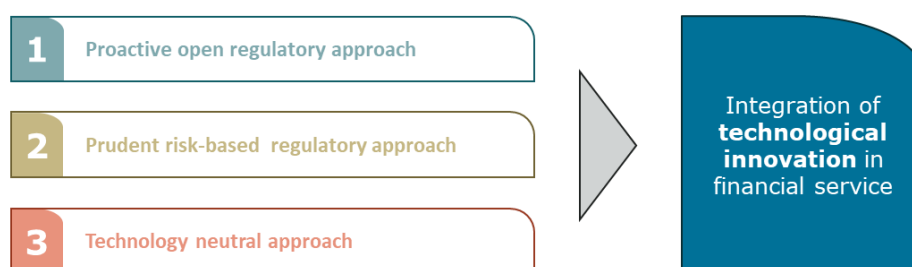 1 Proactive open regulatory approach
2 Prudent risk-based regulatory approach
3 Technology neutral approach
Integration of
technological
innovation in
financial service